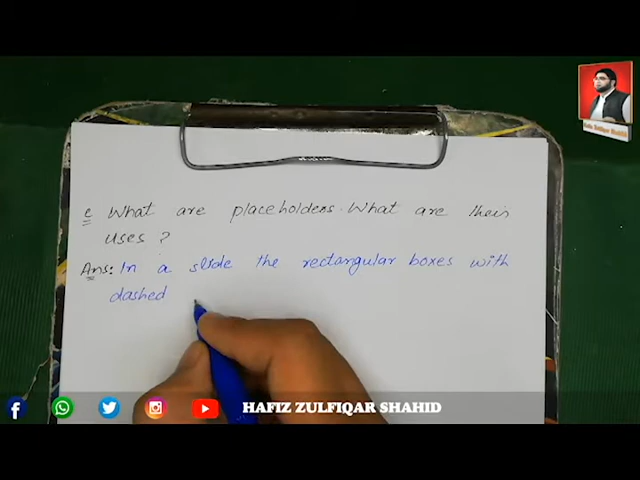 c What are placeholders. What are their
uses ?
Ans: In a slide the rectangular boxes with
dashed
HAFIZ ZULFIQAR SHAHID